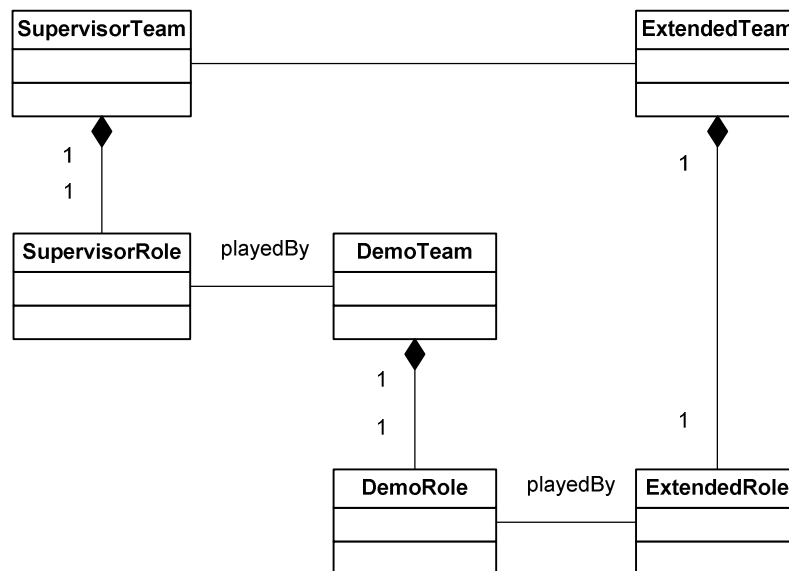 SupervisorTeam
ExtendedTeam
1
1
1
SupervisorRole
playedBy
DemoTeam
1
1
1
DemoRole
playedBy
ExtendedRole